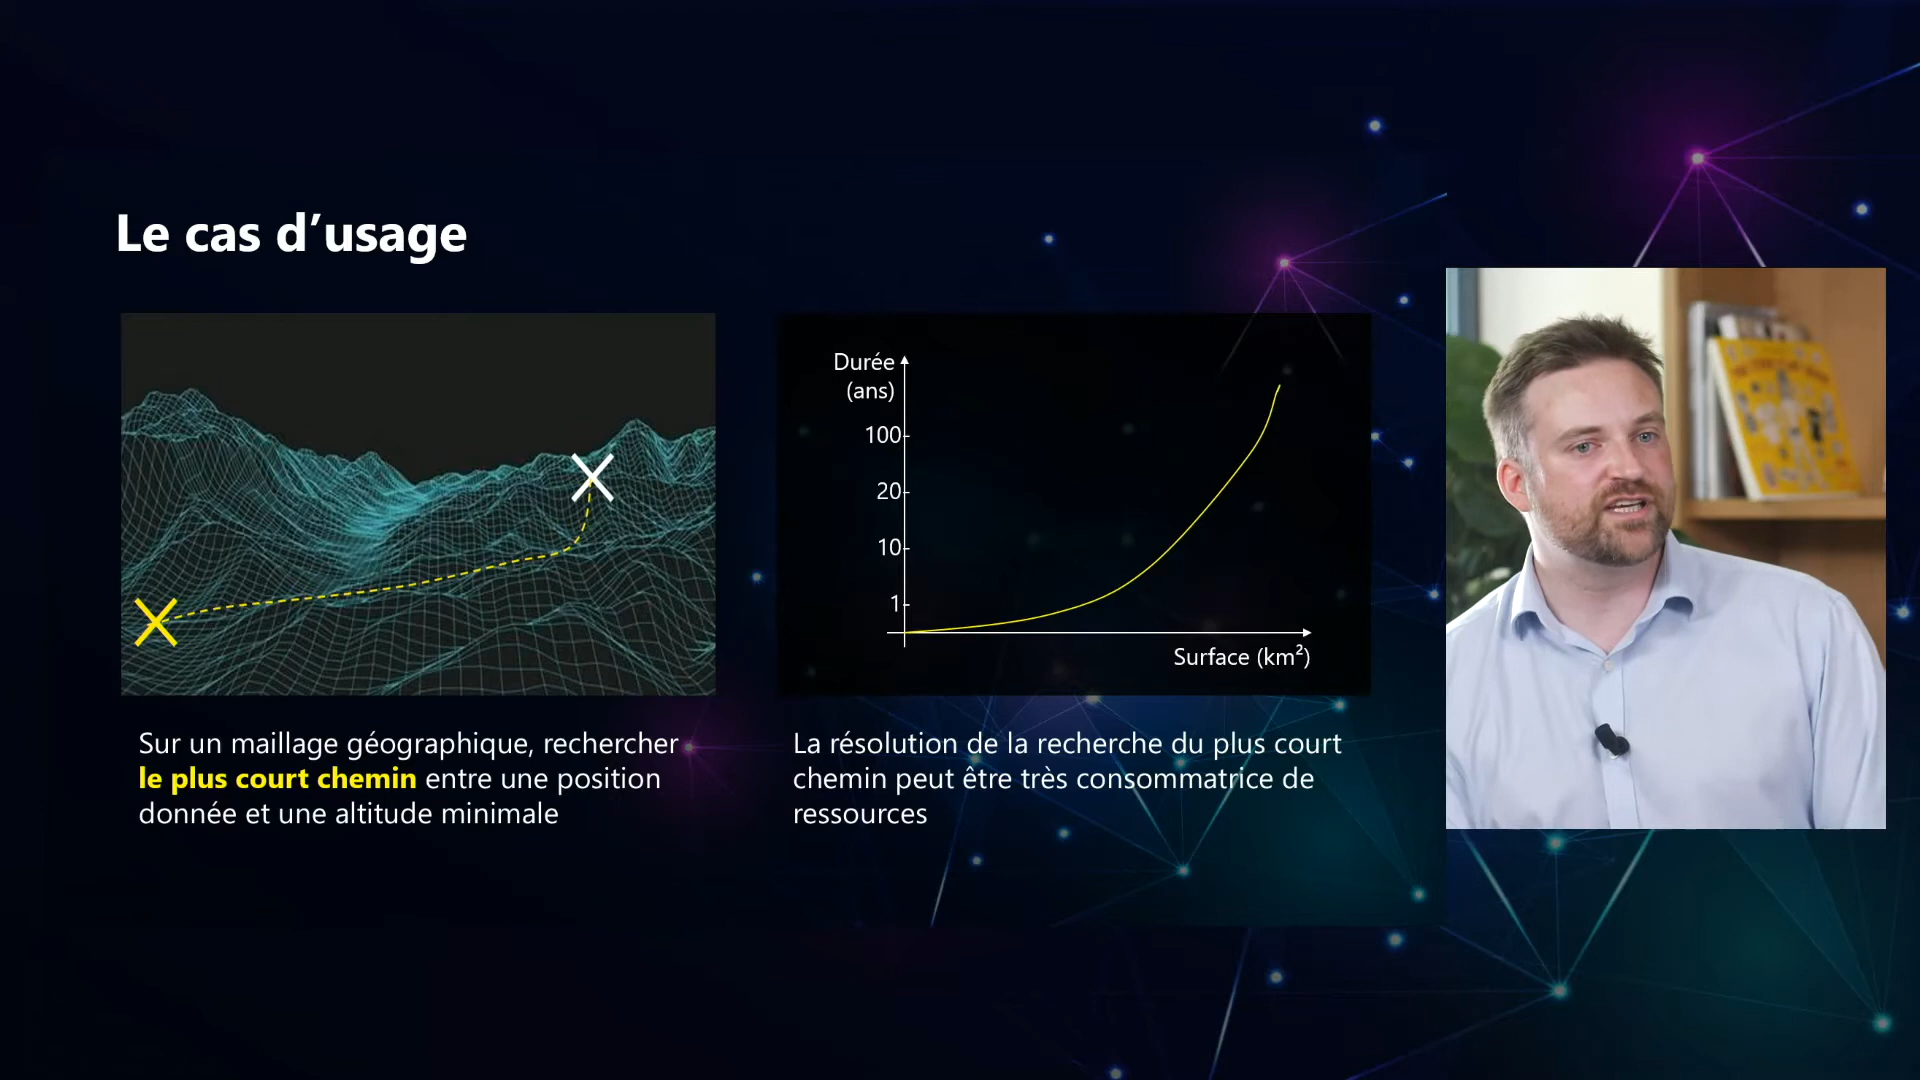 Le cas d’usage
Durée
(ans)
100
20
10
1
Surface (km²)
Sur un maillage géographique, rechercher
le plus court chemin entre une position
donnée et une altitude minimale
La résolution de la recherche du plus court
chemin peut être très consommatrice de
ressources